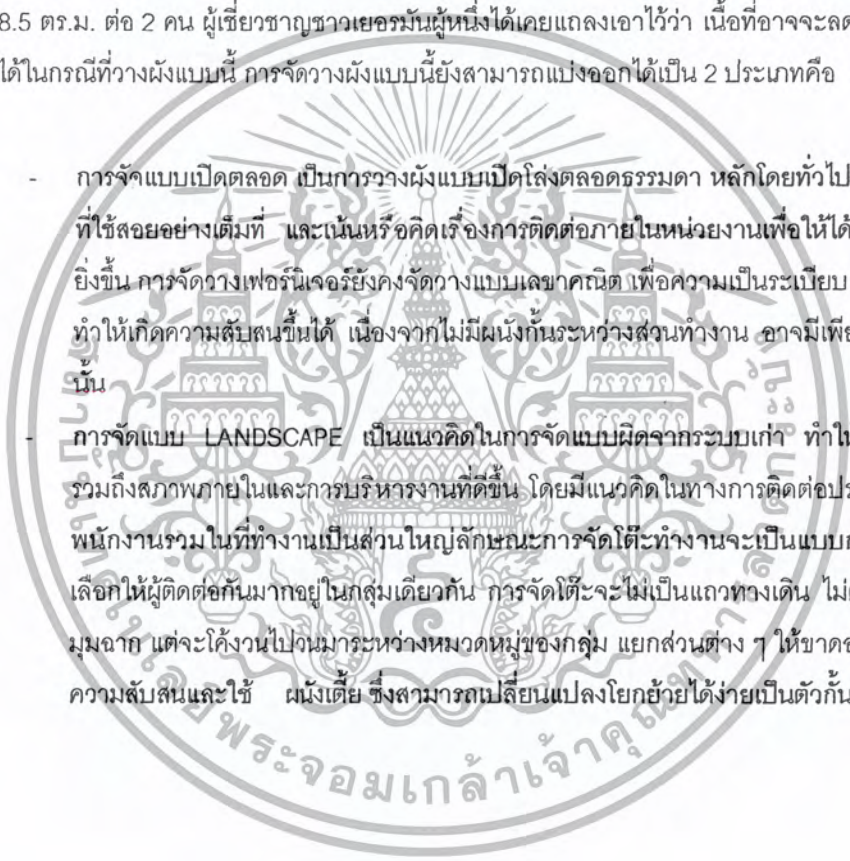 8.5 ตร.ม. ต่อ 2 คน ผู้เชี่ยวชาญชาวเยอรมันผู้หนึ่งได้เคยแถลงเอาไว้ว่า เนื้อที่อาจจะลด
ได้ในกรณีที่วางผังแบบนี้ การจัดวางผังแบบนี้ยังสามารถแบ่งออกได้เป็น 2 ประเภทคือ
- การจัดแบบเปิดตลอด เป็นการวางผังแบบเปิดโล่งตลอดธรรมดา หลักโดยทั่วไป
ที่ใช้สอยอย่างเต็มที่ และเน้นหรือคิดเรื่องการติดต่อภายในหน่วยงานเพื่อให้ได้
ยิ่งขึ้น การจัดวางเฟอร์นิเจอร์ยังคงจัดวางแบบเลขาคณิต เพื่อความเป็นระเบียบ
ทำให้เกิดความสับสนขึ้นได้ เนื่องจากไม่มีผนังกั้นระหว่างส่วนทำงาน อาจมีเพีย
นั้น
- การจัดแบบ LANDSCAPE เป็นแนวคิดในการจัดแบบผิดจากระบบเก่า ทำใ
รวมถึงสภาพภายในและการบริหารงานที่ดีขึ้น โดยมีแนวคิดในทางการติดต่อปร
พนักงานรวมในที่ทำงานเป็นส่วนใหญ่ลักษณะการจัดโต๊ะทำงานจะเป็นแบบก
เลือกให้ผู้ติดต่อกันมากอยู่ในกลุ่มเดียวกัน การจัดโต๊ะจะไม่เป็นแถวทางเดิน ไม่
มุมฉาก แต่จะโค้งวนไปวนมาระหว่างหมวดหมู่ของกลุ่ม แยกส่วนต่าง ๆ ให้ขาด
ความสับสนและใช้ ผนังเตี้ย ซึ่งสามารถเปลี่ยนแปลงโยกย้ายได้ง่ายเป็นตัวกั้น
สถาบันเทคโนโลยีพระจอมเกล้าเจ้าคุณทหารลาดกระบัง